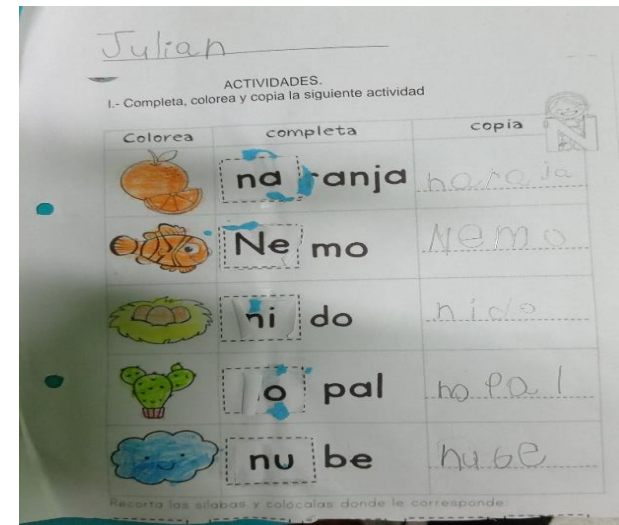 Julian
ACTIVIDADES.
I.- Completa, colorea y copia la siguiente actividad
Colorea completa copia
na ranja naraja
Ne mo Nemo
ni do nido
o pal nopal
nu be nube
Recorta las sílabas y colócalas donde le corresponde: